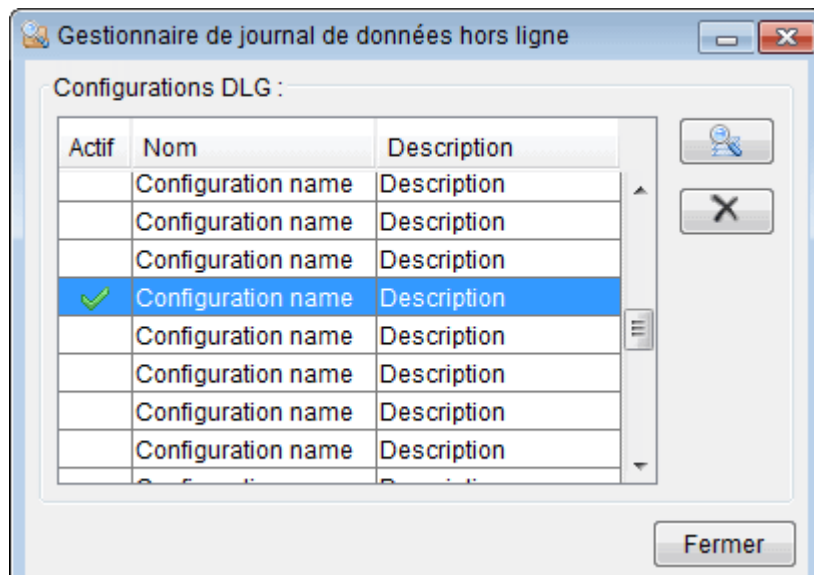 Gestionnaire de journal de données hors ligne
Configurations DLG :
Actif Nom Description
Configuration name Description
Configuration name Description
Configuration name Description
Configuration name Description
Configuration name Description
Configuration name Description
Configuration name Description
Configuration name Description
Fermer